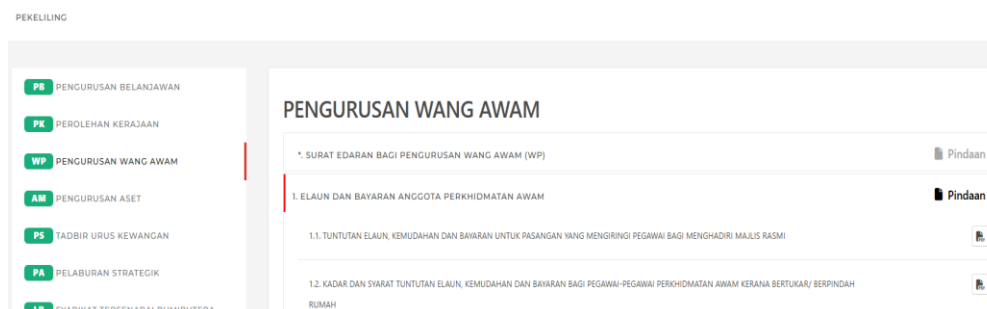 PEKELILING
PB PENGURUSAN BELANJAWAN
PK PEROLEHAN KERAJAAN
WP PENGURUSAN WANG AWAM
AM PENGURUSAN ASET
PS TADBIR URUS KEWANGAN
PA PELABURAN STRATEGIK
PENGURUSAN WANG AWAM
*. SURAT EDARAN BAGI PENGURUSAN WANG AWAM (WP) Pindaan
1. ELAUN DAN BAYARAN ANGGOTA PERKHIDMATAN AWAM Pindaan
1.1. TUNTUTAN ELAUN, KEMUDAHAN DAN BAYARAN UNTUK PASANGAN YANG MENGIRINGI PEGAWAI BAGI MENGHADIRI MAJLIS RASMI
1.2. KADAR DAN SYARAT TUNTUTAN ELAUN, KEMUDAHAN DAN BAYARAN BAGI PEGAWAI-PEGAWAI PERKHIDMATAN AWAM KERANA BERTUKAR/ BERPINDAH
RUMAH